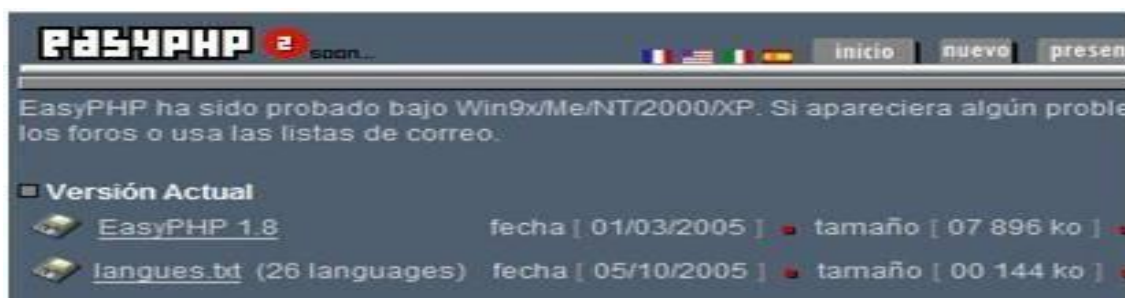 easyPHP 2 soon...
inicio nuevo presen
EasyPHP ha sido probado bajo Win9x/Me/NT/2000/XP. Si apareciera algún proble
los foros o usa las listas de correo.
Versión Actual
EasyPHP 1.8 fecha [ 01/03/2005 ] tamaño [ 07 896 ko ]
langues.txt (26 languages) fecha [ 05/10/2005 ] tamaño [ 00 144 ko ]